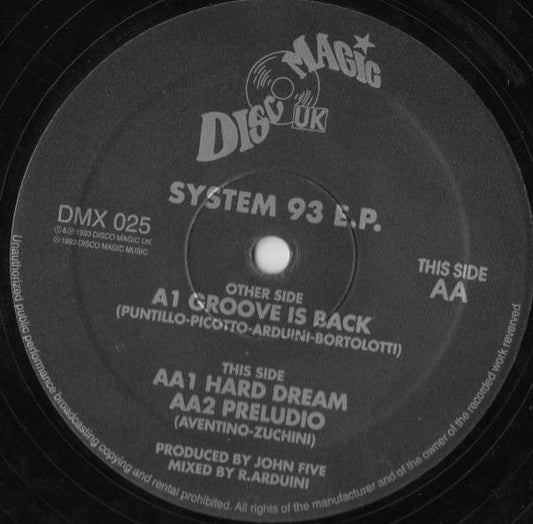 DISC MAGIC
UK
SYSTEM 93 E.P.
DMX 025
©&℗1993 DISCO MAGIC UK
℗1993 DISCO MAGIC MUSIC
THIS SIDE
AA
OTHER SIDE
A1 GROOVE IS BACK
(PUNTILLO-PICOTTO-ARDUINI-BORTOLOTTI)
THIS SIDE
AA1 HARD DREAM
AA2 PRELUDIO
(AVENTINO-ZUCHINI)
PRODUCED BY JOHN FIVE
MIXED BY R.ARDUINI
Unauthorized public performance broadcasting copying and rental prohibited. All rights of the manufacturer and of the owner of the recorded work reserved